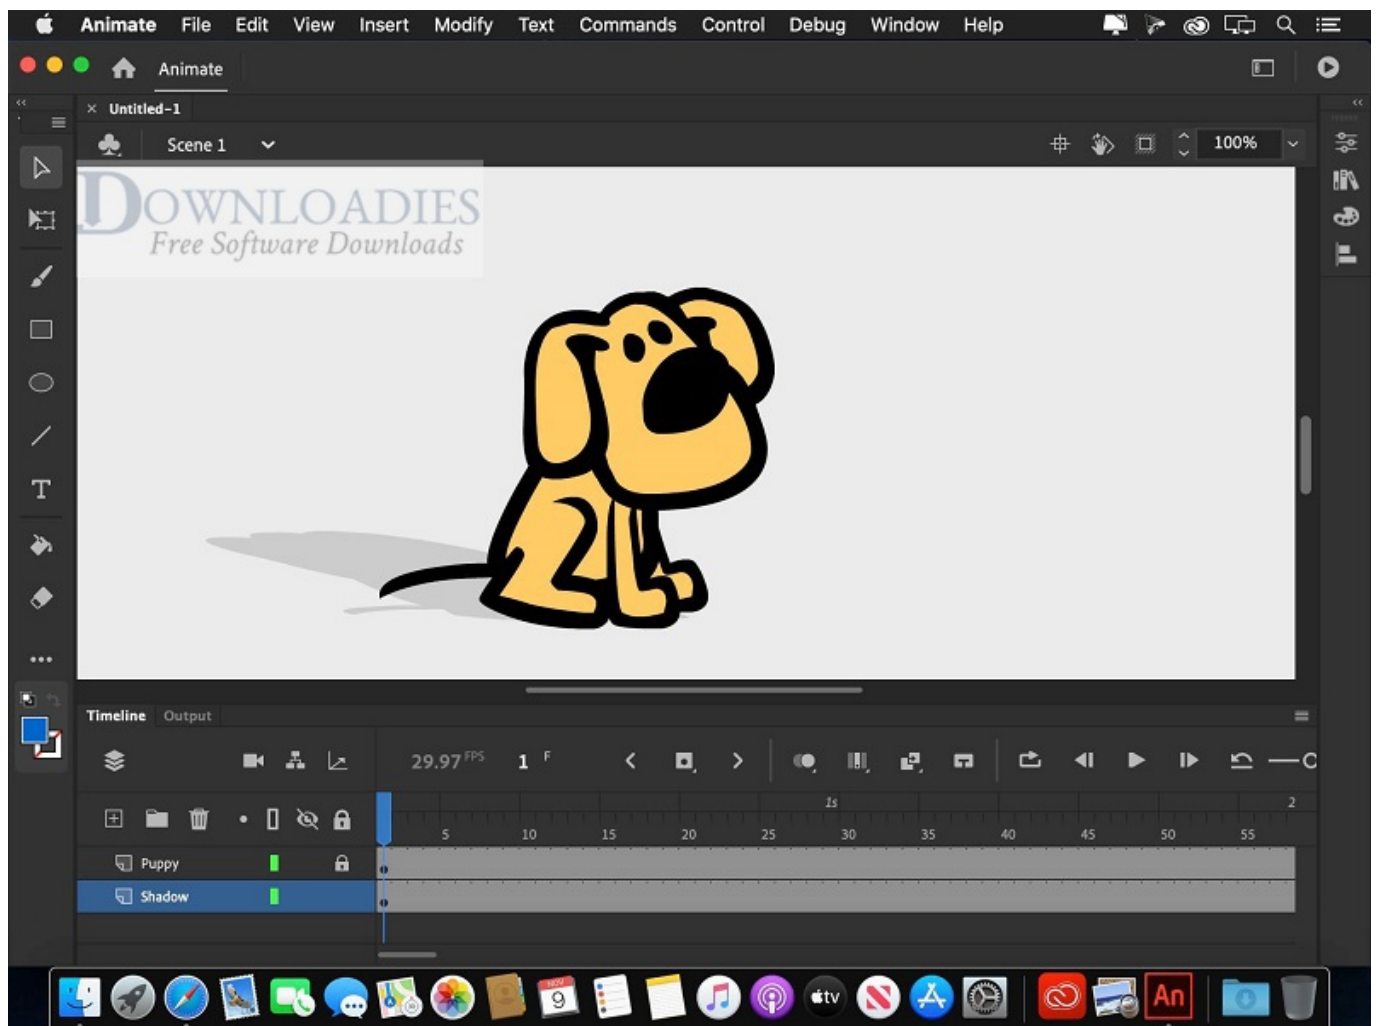 Animate File Edit View Insert Modify Text Commands Control Debug Window Help
Animate
Untitled-1
Scene 1
100%
DOWNLOADIES
Free Software Downloads
T
Timeline Output
29.97 FPS 1 F
1s 2
5 10 15 20 25 30 35 40 45 50 55
Puppy
Shadow
NOV
9
tv
An